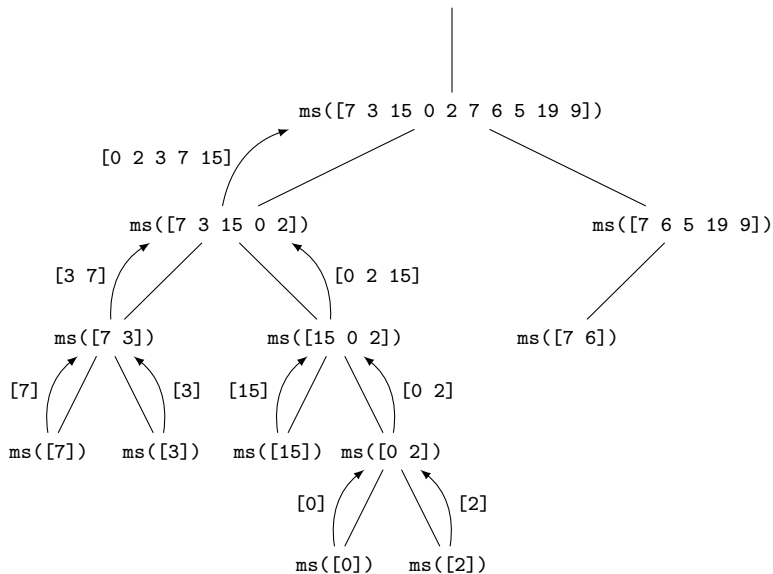 ms([7 3 15 0 2 7 6 5 19 9])
[0 2 3 7 15]
ms([7 3 15 0 2])
ms([7 6 5 19 9])
[3 7]
[0 2 15]
ms([7 3])
ms([15 0 2])
ms([7 6])
[7]
[3]
[15]
[0 2]
ms([7])
ms([3])
ms([15])
ms([0 2])
[0]
[2]
ms([0])
ms([2])